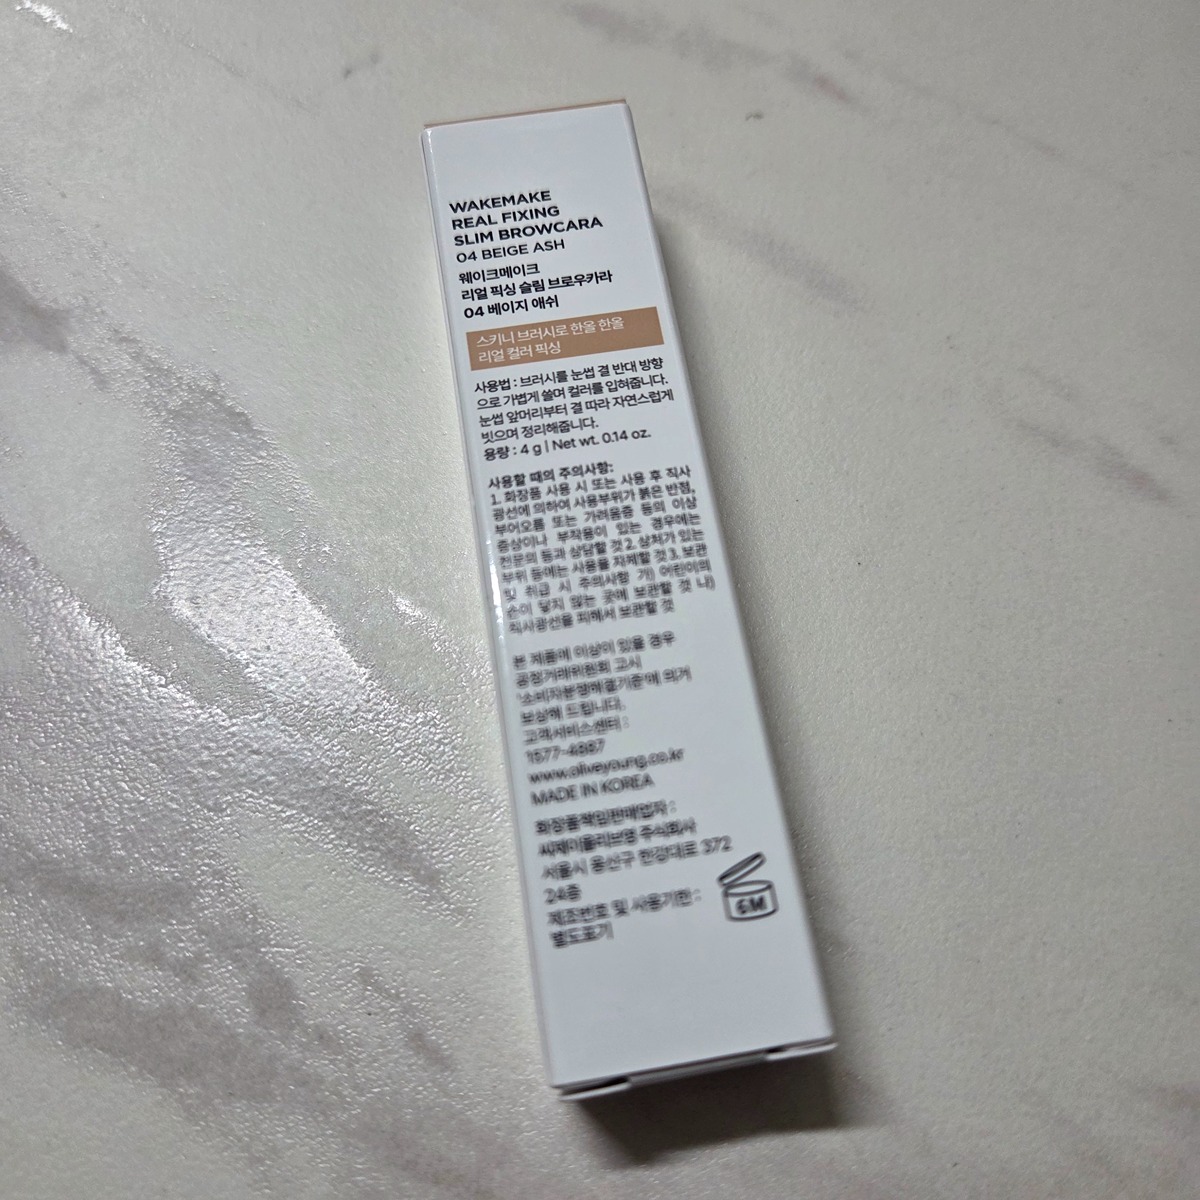 WAKEMAKE
REAL FIXING
SLIM BROWCARA
04 BEIGE ASH
웨이크메이크
리얼 픽싱 슬림 브로우카라
04 베이지 애쉬
스키니 브러시로 한올 한올
리얼 컬러 픽싱
사용법 : 브러시를 눈썹 결 반대 방향
으로 가볍게 쓸며 컬러를 입혀줍니다.
눈썹 앞머리부터 결 따라 자연스럽게
빗으며 정리해줍니다.
용량 : 4 g | Net wt. 0.14 oz.
사용할 때의 주의사항:
1. 화장품 사용 시 또는 사용 후 직사
광선에 의하여 사용부위가 붉은 반점,
부어오름 또는 가려움증 등의 이상
증상이나 부작용이 있는 경우에는
전문의 등과 상담할 것 2. 상처가 있는
부위 등에는 사용을 자제할 것 3. 보관
및 취급 시 주의사항 가) 어린이의
손이 닿지 않는 곳에 보관할 것 나)
직사광선을 피해서 보관할 것
본 제품에 이상이 있을 경우
공정거래위원회 고시
'소비자분쟁해결기준'에 의거
보상해 드립니다.
고객서비스센터 :
1577-4887
www.oliveyoung.co.kr
MADE IN KOREA
화장품책임판매업자 :
씨제이올리브영 주식회사
서울시 용산구 한강대로 372
24층
제조번호 및 사용기한 :
별도표기
6M